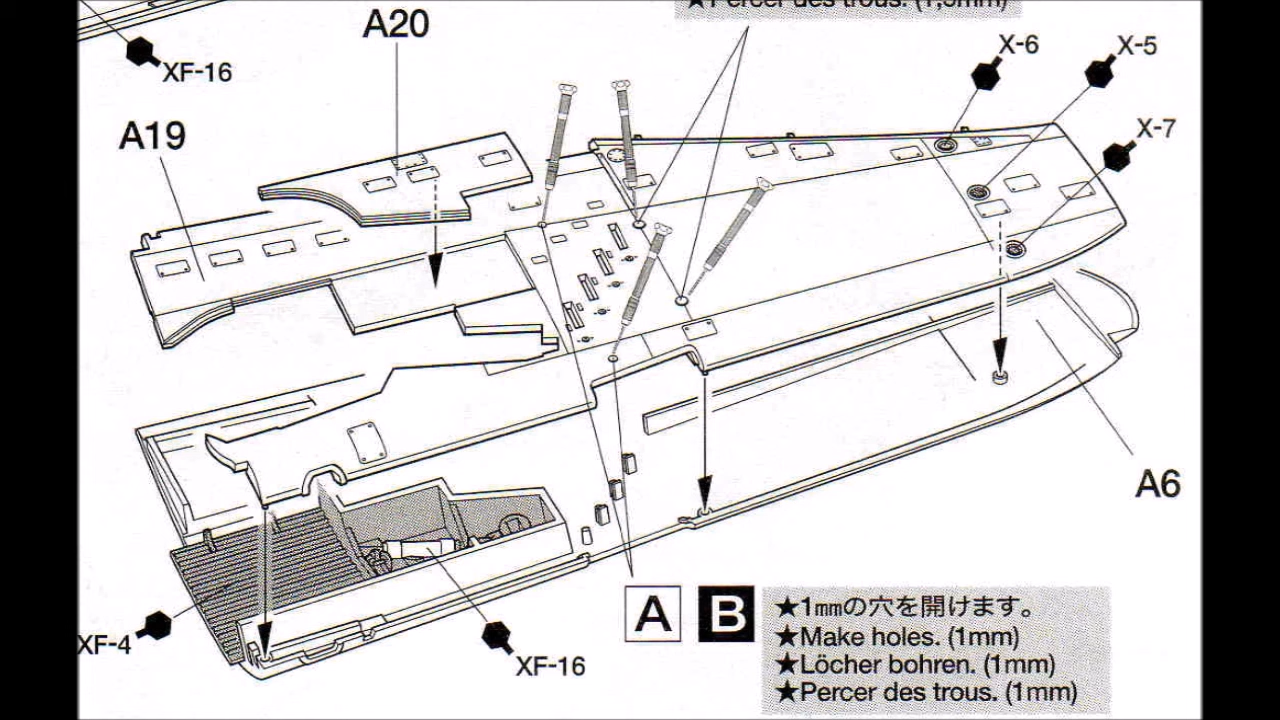 ★Percer des trous. (1,5mm)
A20
X-6
X-5
XF-16
X-7
A19
A6
A
B
★1mmの穴を開けます。
★Make holes. (1mm)
★Löcher bohren. (1mm)
★Percer des trous. (1mm)
XF-4
XF-16